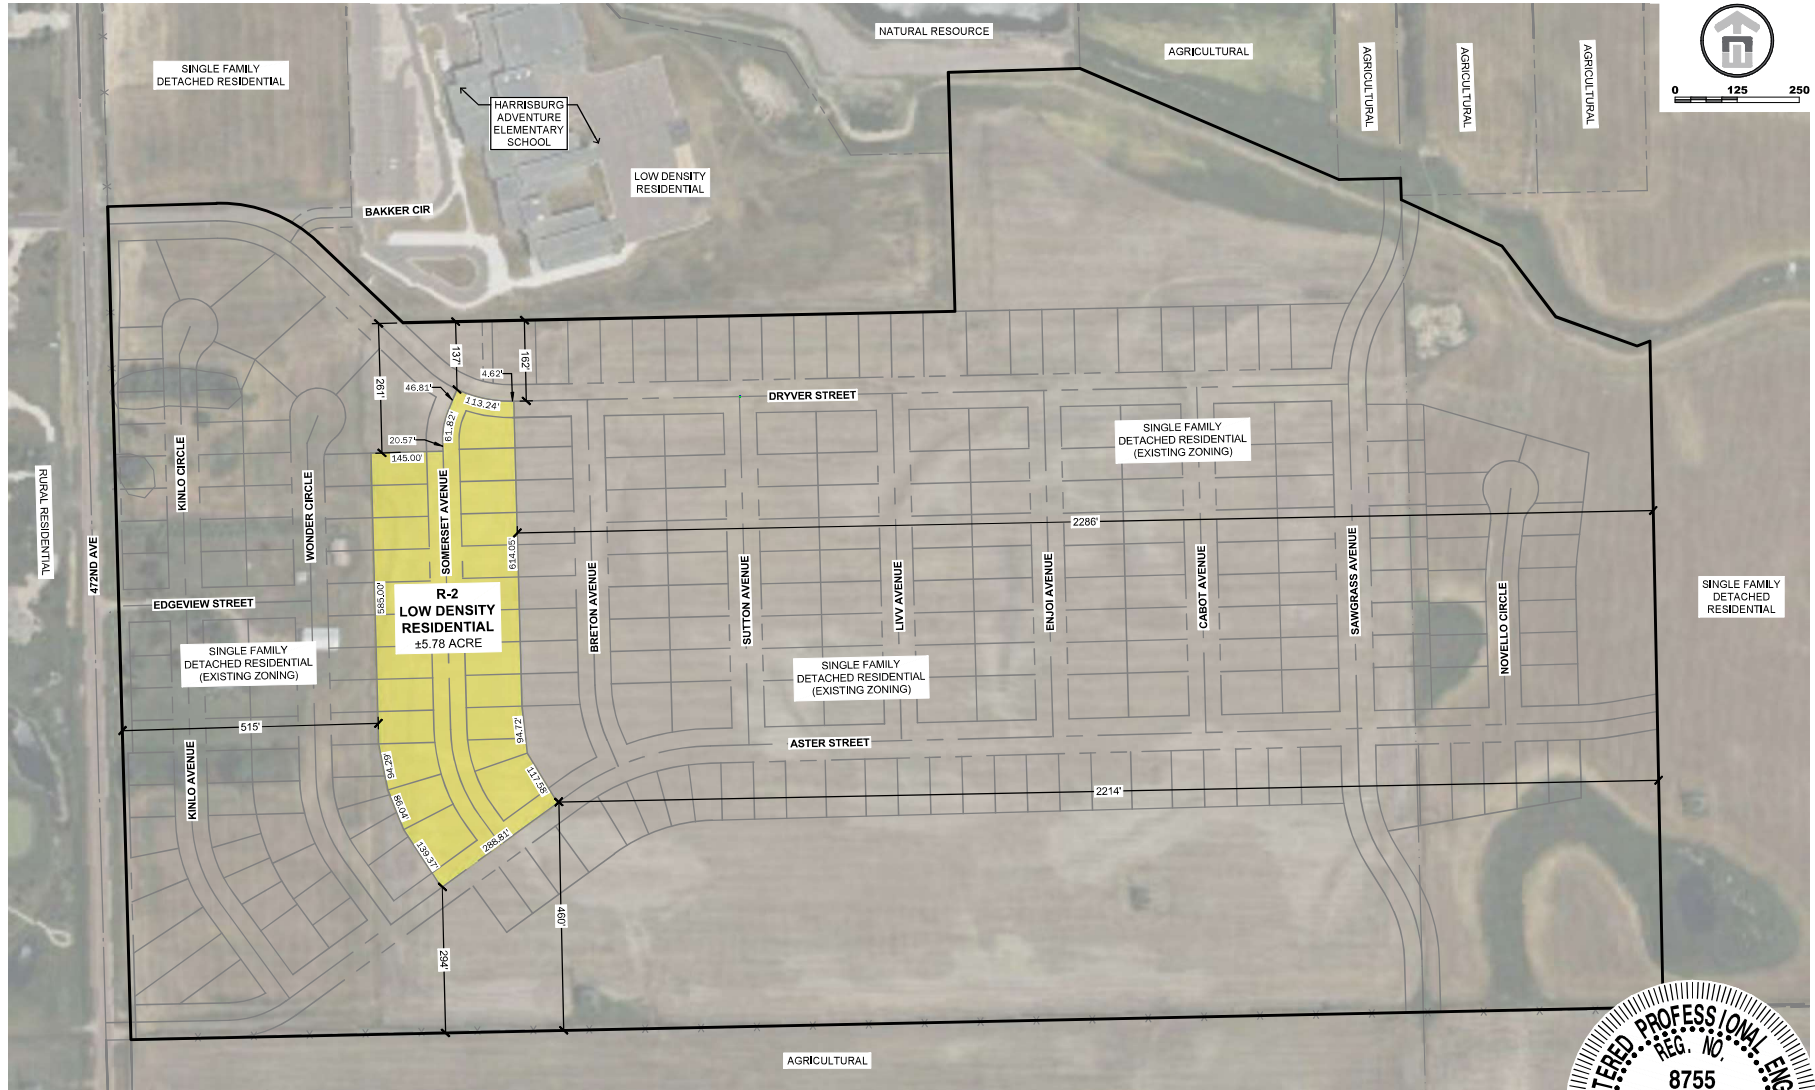 NATURAL RESOURCE
AGRICULTURAL
AGRICULTURAL
AGRICULTURAL
AGRICULTURAL
0 125 250
SINGLE FAMILY
DETACHED RESIDENTIAL
HARRISBURG
ADVENTURE
ELEMENTARY
SCHOOL
LOW DENSITY
RESIDENTIAL
BAKKER CIR
137'
162'
4.62'
261'
46.81'
113.24'
61.82'
20.57'
145.00'
DRYVER STREET
SINGLE FAMILY
DETACHED RESIDENTIAL
(EXISTING ZONING)
RURAL RESIDENTIAL
472ND AVE
KINLO CIRCLE
WONDER CIRCLE
SOMERSET AVENUE
2286'
614.05'
585.00'
EDGEVIEW STREET
R-2
LOW DENSITY
RESIDENTIAL
±5.78 ACRE
BRETON AVENUE
SUTTON AVENUE
LIVV AVENUE
ENJOI AVENUE
CABOT AVENUE
SAWGRASS AVENUE
NOVELLO CIRCLE
SINGLE FAMILY
DETACHED
RESIDENTIAL
SINGLE FAMILY
DETACHED RESIDENTIAL
(EXISTING ZONING)
SINGLE FAMILY
DETACHED RESIDENTIAL
(EXISTING ZONING)
515'
94.72'
ASTER STREET
KINLO AVENUE
94.29'
117.58'
86.04'
2214'
139.37'
288.81'
460'
294'
AGRICULTURAL
PROFESSIONAL
REG. NO.
8755